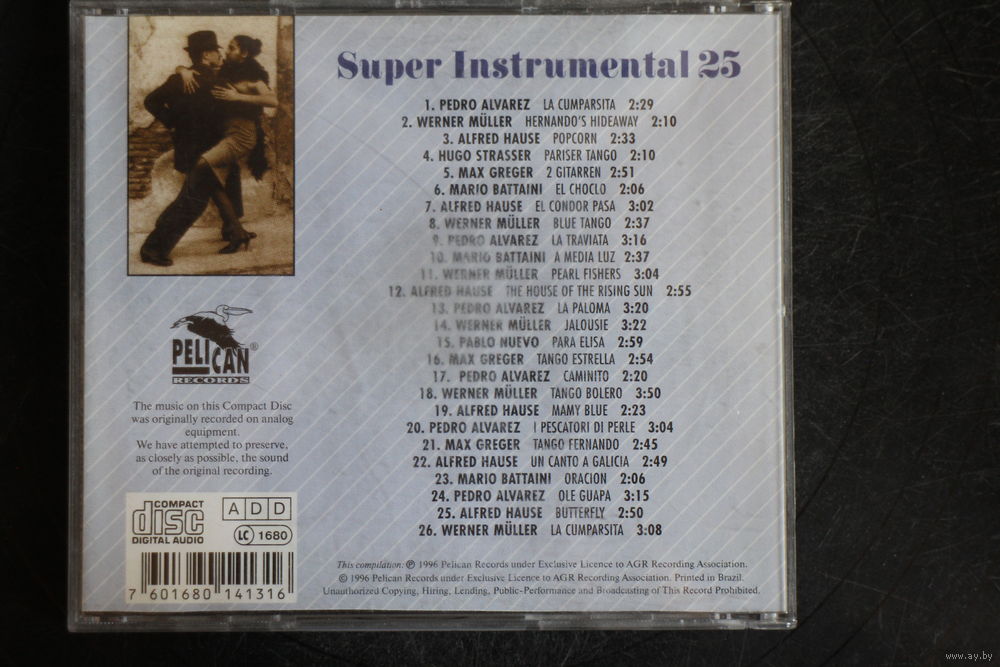 Super Instrumental 25
1. PEDRO ALVAREZ LA CUMPARSITA 2:29
2. WERNER MÜLLER HERNANDO'S HIDEAWAY 2:10
3. ALFRED HAUSE POPCORN 2:33
4. HUGO STRASSER PARISER TANGO 2:10
5. MAX GREGER 2 GITARREN 2:51
6. MARIO BATTAINI EL CHOCLO 2:06
7. ALFRED HAUSE EL CONDOR PASA 3:02
8. WERNER MÜLLER BLUE TANGO 2:37
9. PEDRO ALVAREZ LA TRAVIATA 3:16
10. MARIO BATTAINI A MEDIA LUZ 2:37
11. WERNER MÜLLER PEARL FISHERS 3:04
12. ALFRED HAUSE THE HOUSE OF THE RISING SUN 2:55
13. PEDRO ALVAREZ LA PALOMA 3:20
14. WERNER MÜLLER JALOUSIE 3:22
15. PABLO NUEVO PARA ELISA 2:59
16. MAX GREGER TANGO ESTRELLA 2:54
17. PEDRO ALVAREZ CAMINITO 2:20
18. WERNER MÜLLER TANGO BOLERO 3:50
19. ALFRED HAUSE MAMY BLUE 2:23
20. PEDRO ALVAREZ I PESCATORI DI PERLE 3:04
21. MAX GREGER TANGO FERNANDO 2:45
22. ALFRED HAUSE UN CANTO A GALICIA 2:49
23. MARIO BATTAINI ORACION 2:06
24. PEDRO ALVAREZ OLE GUAPA 3:15
25. ALFRED HAUSE BUTTERFLY 2:50
26. WERNER MÜLLER LA CUMPARSITA 3:08
PELICAN®
RECORDS
The music on this Compact Disc
was originally recorded on analog
equipment.
We have attempted to preserve,
as closely as possible, the sound
of the original recording.
COMPACT
disc
DIGITAL AUDIO
A D D
LC 1680
7 601680 141316
This compilation: ℗ 1996 Pelican Records under Exclusive Licence to AGR Recording Association.
© 1996 Pelican Records under Exclusive Licence to AGR Recording Association. Printed in Brazil.
Unauthorized Copying, Hiring, Lending, Public-Performance and Broadcasting of This Record Prohibited.
www.ay.by